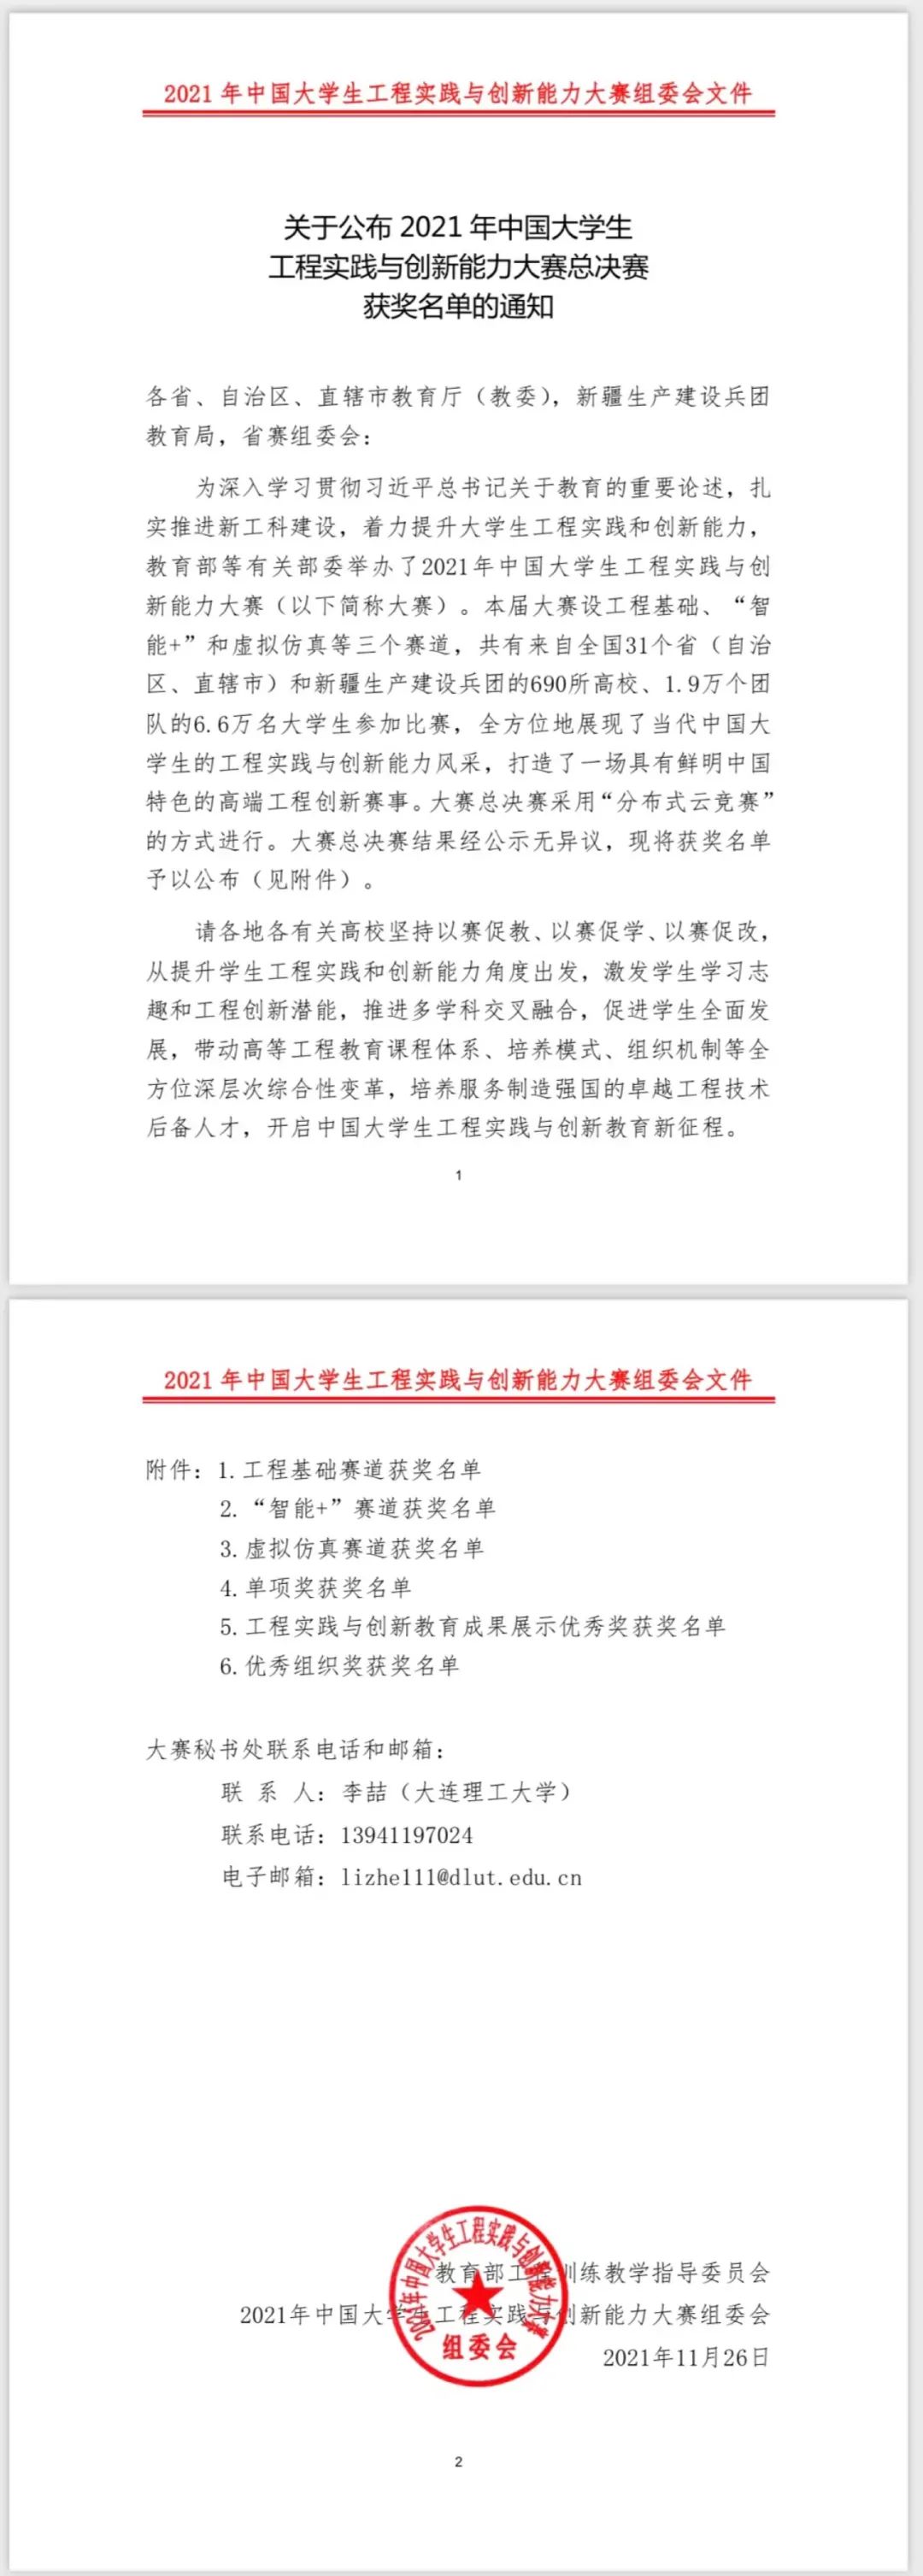 2021 年中国大学生工程实践与创新能力大赛组委会文件
关于公布 2021 年中国大学生
工程实践与创新能力大赛总决赛
获奖名单的通知
各省、自治区、直辖市教育厅（教委），新疆生产建设兵团
教育局，省赛组委会：
为深入学习贯彻习近平总书记关于教育的重要论述，扎
实推进新工科建设，着力提升大学生工程实践和创新能力，
教育部等有关部委举办了2021年中国大学生工程实践与创
新能力大赛（以下简称大赛）。本届大赛设工程基础、“智
能+”和虚拟仿真等三个赛道，共有来自全国31个省（自治
区、直辖市）和新疆生产建设兵团的690所高校、1.9万个团
队的6.6万名大学生参加比赛，全方位地展现了当代中国大
学生的工程实践与创新能力风采，打造了一场具有鲜明中国
特色的高端工程创新赛事。大赛总决赛采用“分布式云竞赛”
的方式进行。大赛总决赛结果经公示无异议，现将获奖名单
予以公布（见附件）。
请各地各有关高校坚持以赛促教、以赛促学、以赛促改，
从提升学生工程实践和创新能力角度出发，激发学生学习志
趣和工程创新潜能，推进多学科交叉融合，促进学生全面发
展，带动高等工程教育课程体系、培养模式、组织机制等全
方位深层次综合性变革，培养服务制造强国的卓越工程技术
后备人才，开启中国大学生工程实践与创新教育新征程。
1
2021 年中国大学生工程实践与创新能力大赛组委会文件
附件：1.工程基础赛道获奖名单
2.“智能+”赛道获奖名单
3.虚拟仿真赛道获奖名单
4.单项奖获奖名单
5.工程实践与创新教育成果展示优秀奖获奖名单
6.优秀组织奖获奖名单
大赛秘书处联系电话和邮箱：
联 系 人：李喆（大连理工大学）
联系电话：13941197024
电子邮箱：lizhe111@dlut.edu.cn
教育部工程训练教学指导委员会
2021年中国大学生工程实践与创新能力大赛组委会
2021年11月26日
2021年中国大学生工程实践与创新能力大赛
组委会
2